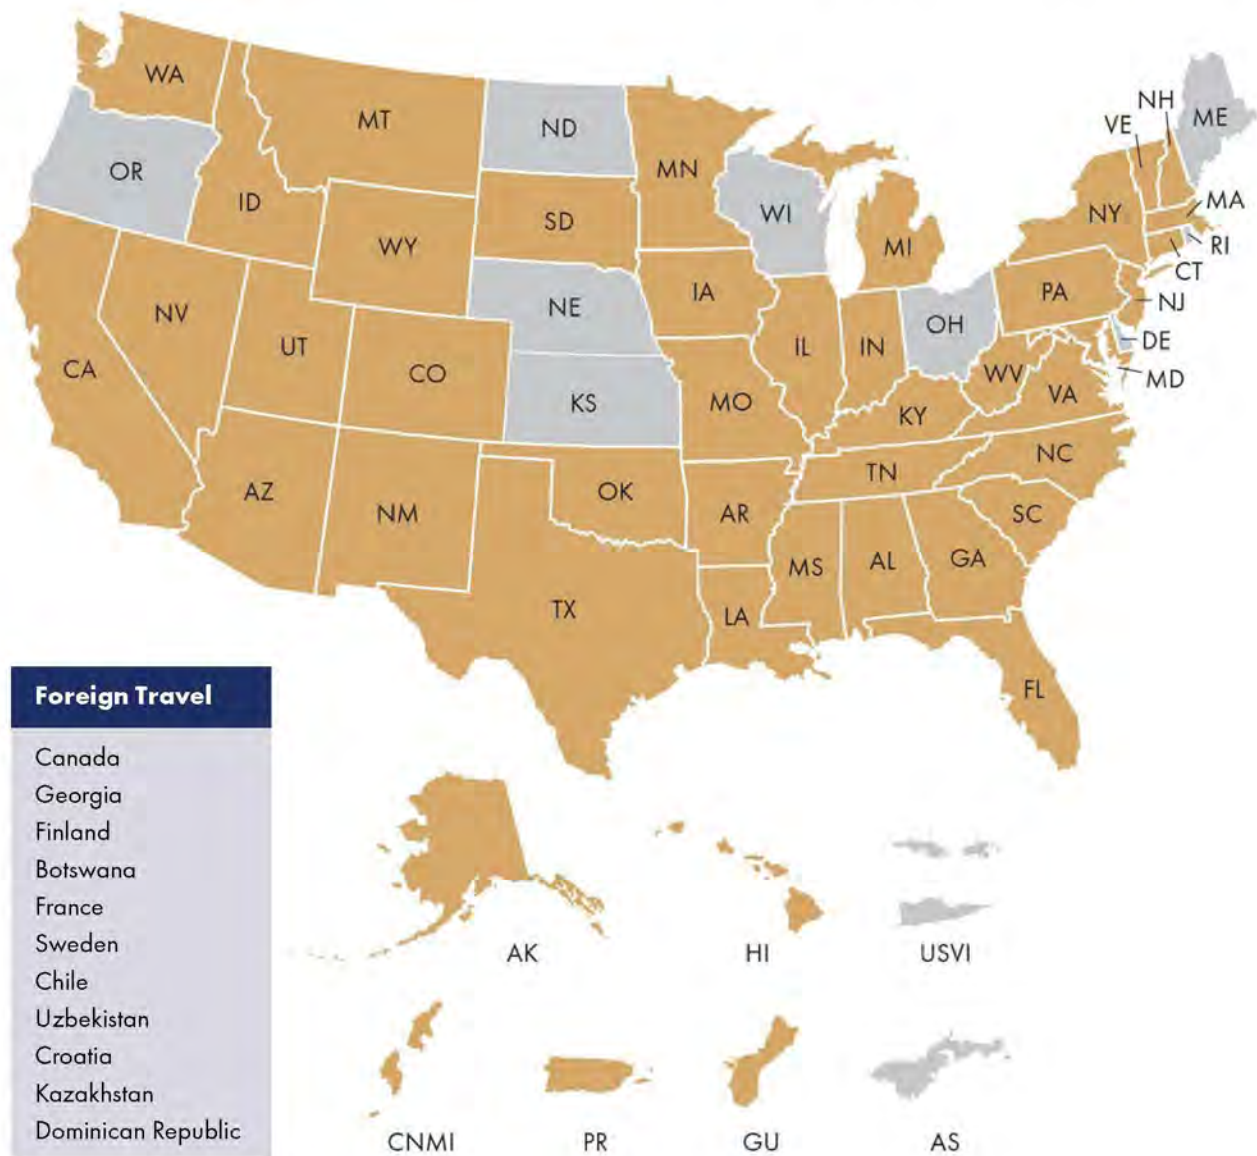 WA
MT
ND
MN
OR
ID
WY
SD
WI
MI
NY
VE
NH
ME
MA
RI
CT
NJ
PA
NV
UT
CO
NE
IA
IL
IN
OH
DE
MD
WV
VA
CA
KS
MO
KY
NC
TN
AZ
NM
OK
AR
SC
MS
AL
GA
TX
LA
FL
Foreign Travel
Canada
Georgia
Finland
Botswana
France
Sweden
Chile
Uzbekistan
Croatia
Kazakhstan
Dominican Republic
AK
HI
USVI
CNMI
PR
GU
AS